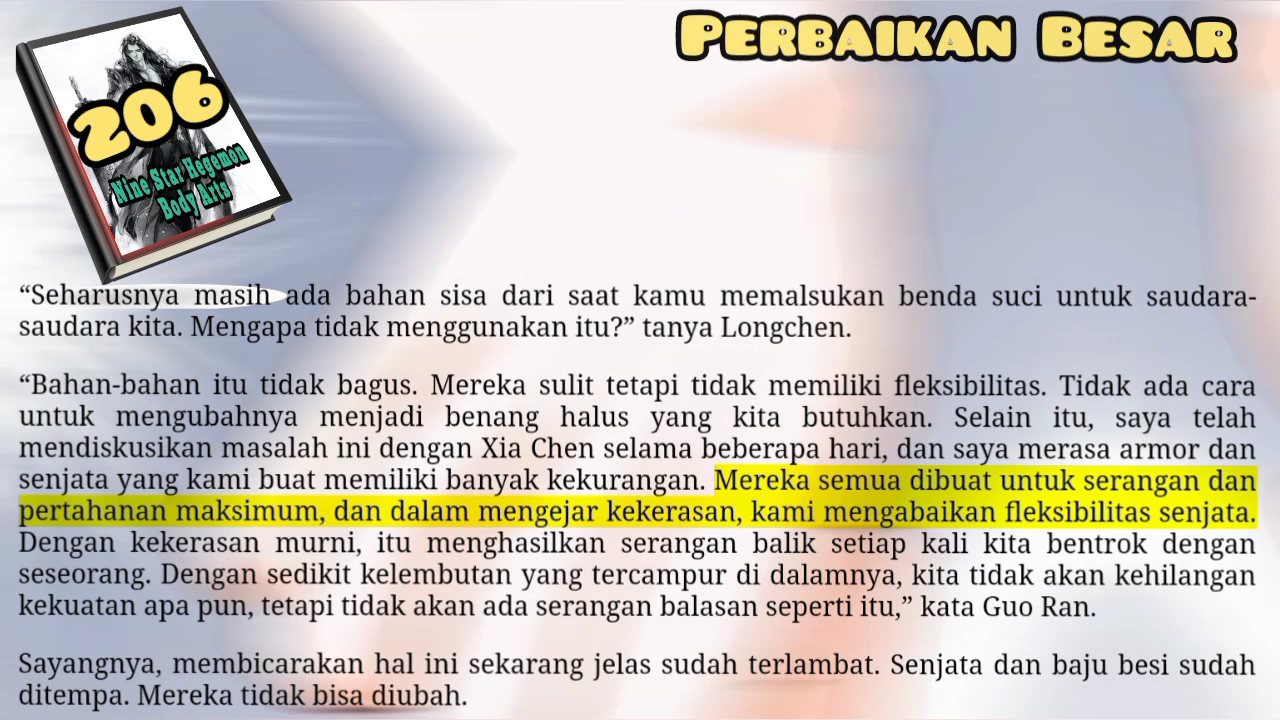 Perbaikan Besar
206
Nine Star Hegemon
Body Arts
“Seharusnya masih ada bahan sisa dari saat kamu memalsukan benda suci untuk saudara-
saudara kita. Mengapa tidak menggunakan itu?” tanya Longchen.
“Bahan-bahan itu tidak bagus. Mereka sulit tetapi tidak memiliki fleksibilitas. Tidak ada cara
untuk mengubahnya menjadi benang halus yang kita butuhkan. Selain itu, saya telah
mendiskusikan masalah ini dengan Xia Chen selama beberapa hari, dan saya merasa armor dan
senjata yang kami buat memiliki banyak kekurangan. Mereka semua dibuat untuk serangan dan
pertahanan maksimum, dan dalam mengejar kekerasan, kami mengabaikan fleksibilitas senjata.
Dengan kekerasan murni, itu menghasilkan serangan balik setiap kali kita bentrok dengan
seseorang. Dengan sedikit kelembutan yang tercampur di dalamnya, kita tidak akan kehilangan
kekuatan apa pun, tetapi tidak akan ada serangan balasan seperti itu,” kata Guo Ran.
Sayangnya, membicarakan hal ini sekarang jelas sudah terlambat. Senjata dan baju besi sudah
ditempa. Mereka tidak bisa diubah.